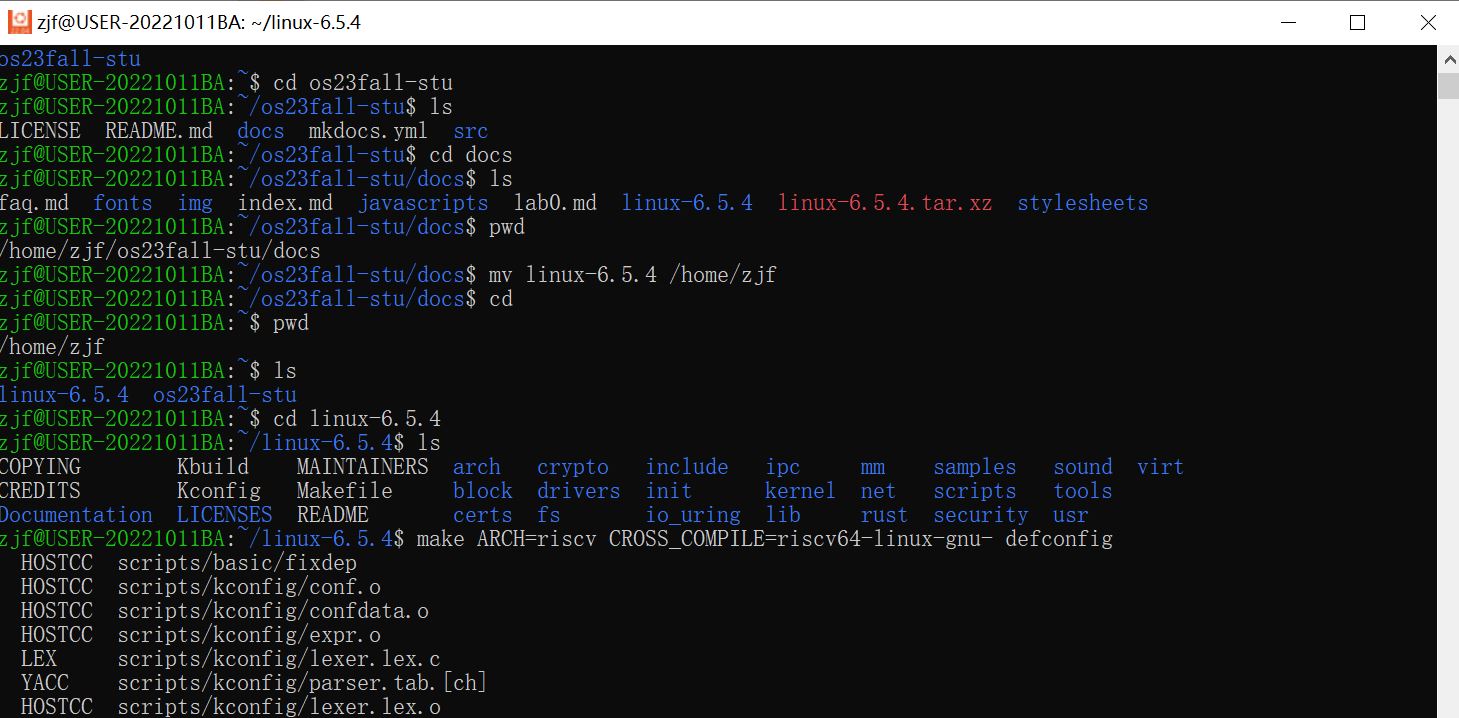 zjf@USER-20221011BA: ~/linux-6.5.4
os23fall-stu
zjf@USER-20221011BA:~$ cd os23fall-stu
zjf@USER-20221011BA:~/os23fall-stu$ ls
LICENSE  README.md  docs  mkdocs.yml  src
zjf@USER-20221011BA:~/os23fall-stu$ cd docs
zjf@USER-20221011BA:~/os23fall-stu/docs$ ls
faq.md  fonts  img  index.md  javascripts  lab0.md  linux-6.5.4  linux-6.5.4.tar.xz  stylesheets
zjf@USER-20221011BA:~/os23fall-stu/docs$ pwd
/home/zjf/os23fall-stu/docs
zjf@USER-20221011BA:~/os23fall-stu/docs$ mv linux-6.5.4 /home/zjf
zjf@USER-20221011BA:~/os23fall-stu/docs$ cd
zjf@USER-20221011BA:~$ pwd
/home/zjf
zjf@USER-20221011BA:~$ ls
linux-6.5.4  os23fall-stu
zjf@USER-20221011BA:~$ cd linux-6.5.4
zjf@USER-20221011BA:~/linux-6.5.4$ ls
COPYING        Kbuild    MAINTAINERS  arch   crypto   include   ipc     mm    samples   sound  virt
CREDITS        Kconfig   Makefile     block  drivers  init      kernel  net   scripts   tools
Documentation  LICENSES  README       certs  fs       io_uring  lib     rust  security  usr
zjf@USER-20221011BA:~/linux-6.5.4$ make ARCH=riscv CROSS_COMPILE=riscv64-linux-gnu- defconfig
  HOSTCC  scripts/basic/fixdep
  HOSTCC  scripts/kconfig/conf.o
  HOSTCC  scripts/kconfig/confdata.o
  HOSTCC  scripts/kconfig/expr.o
  LEX     scripts/kconfig/lexer.lex.c
  YACC    scripts/kconfig/parser.tab.[ch]
  HOSTCC  scripts/kconfig/lexer.lex.o